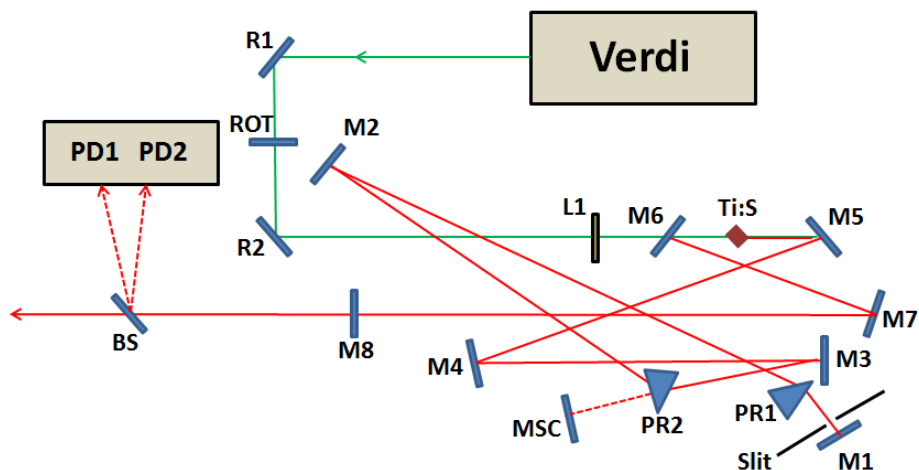 R1
Verdi
ROT
M2
PD1 PD2
L1
M6
Ti:S
M5
R2
BS
M8
M7
M4
M3
MSC
PR2
PR1
Slit
M1